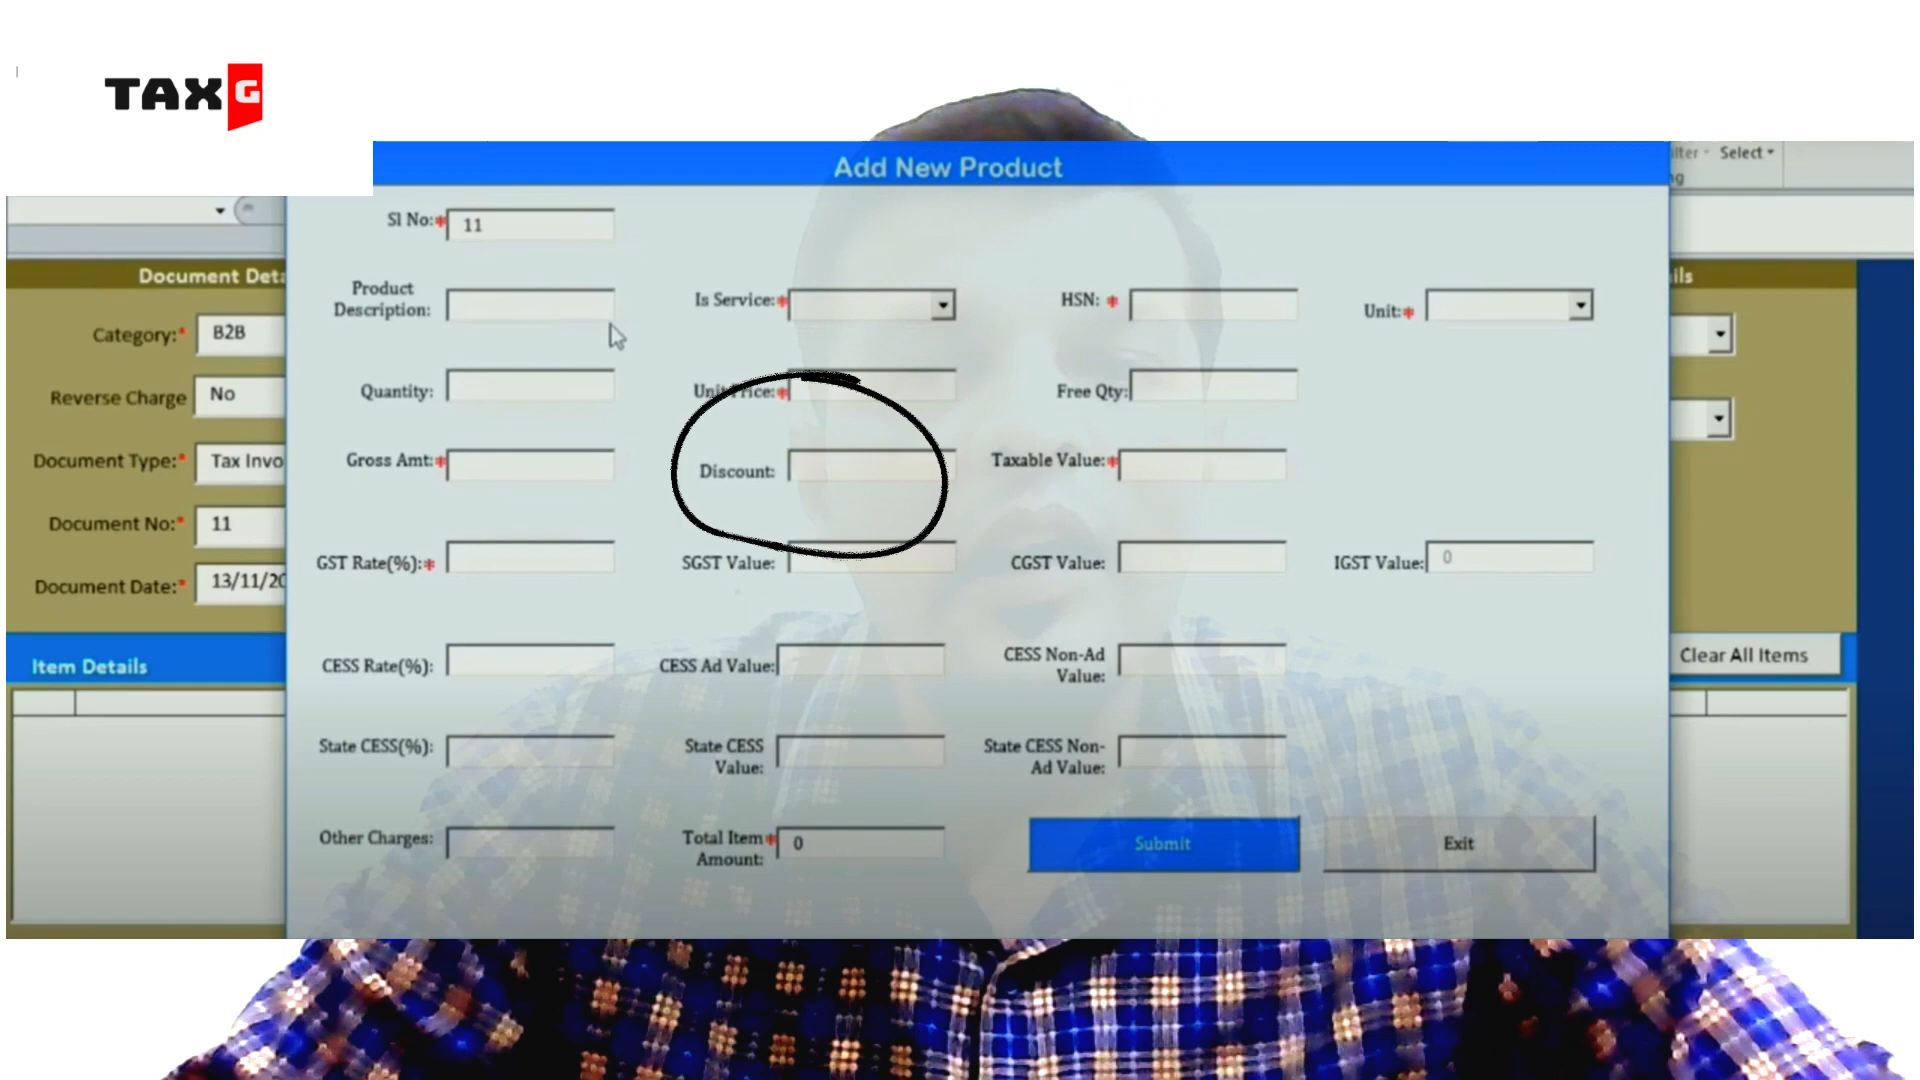 TAXG
Add New Product
Select
Sl No:* 11
Document Deta
ils
Product
Description:
Is Service:*
HSN: *
Unit:*
Category:* B2B
Quantity:
Unit Price:*
Free Qty:
Reverse Charge No
Gross Amt:*
Discount:
Taxable Value:*
Document Type:* Tax Invo
Document No:* 11
GST Rate(%):*
SGST Value:
CGST Value:
IGST Value: 0
Document Date:* 13/11/20
Item Details
CESS Rate(%):
CESS Ad Value:
CESS Non-Ad
Value:
Clear All Items
State CESS(%):
State CESS
Value:
State CESS Non-
Ad Value:
Other Charges:
Total Item*
Amount:
0
Submit
Exit